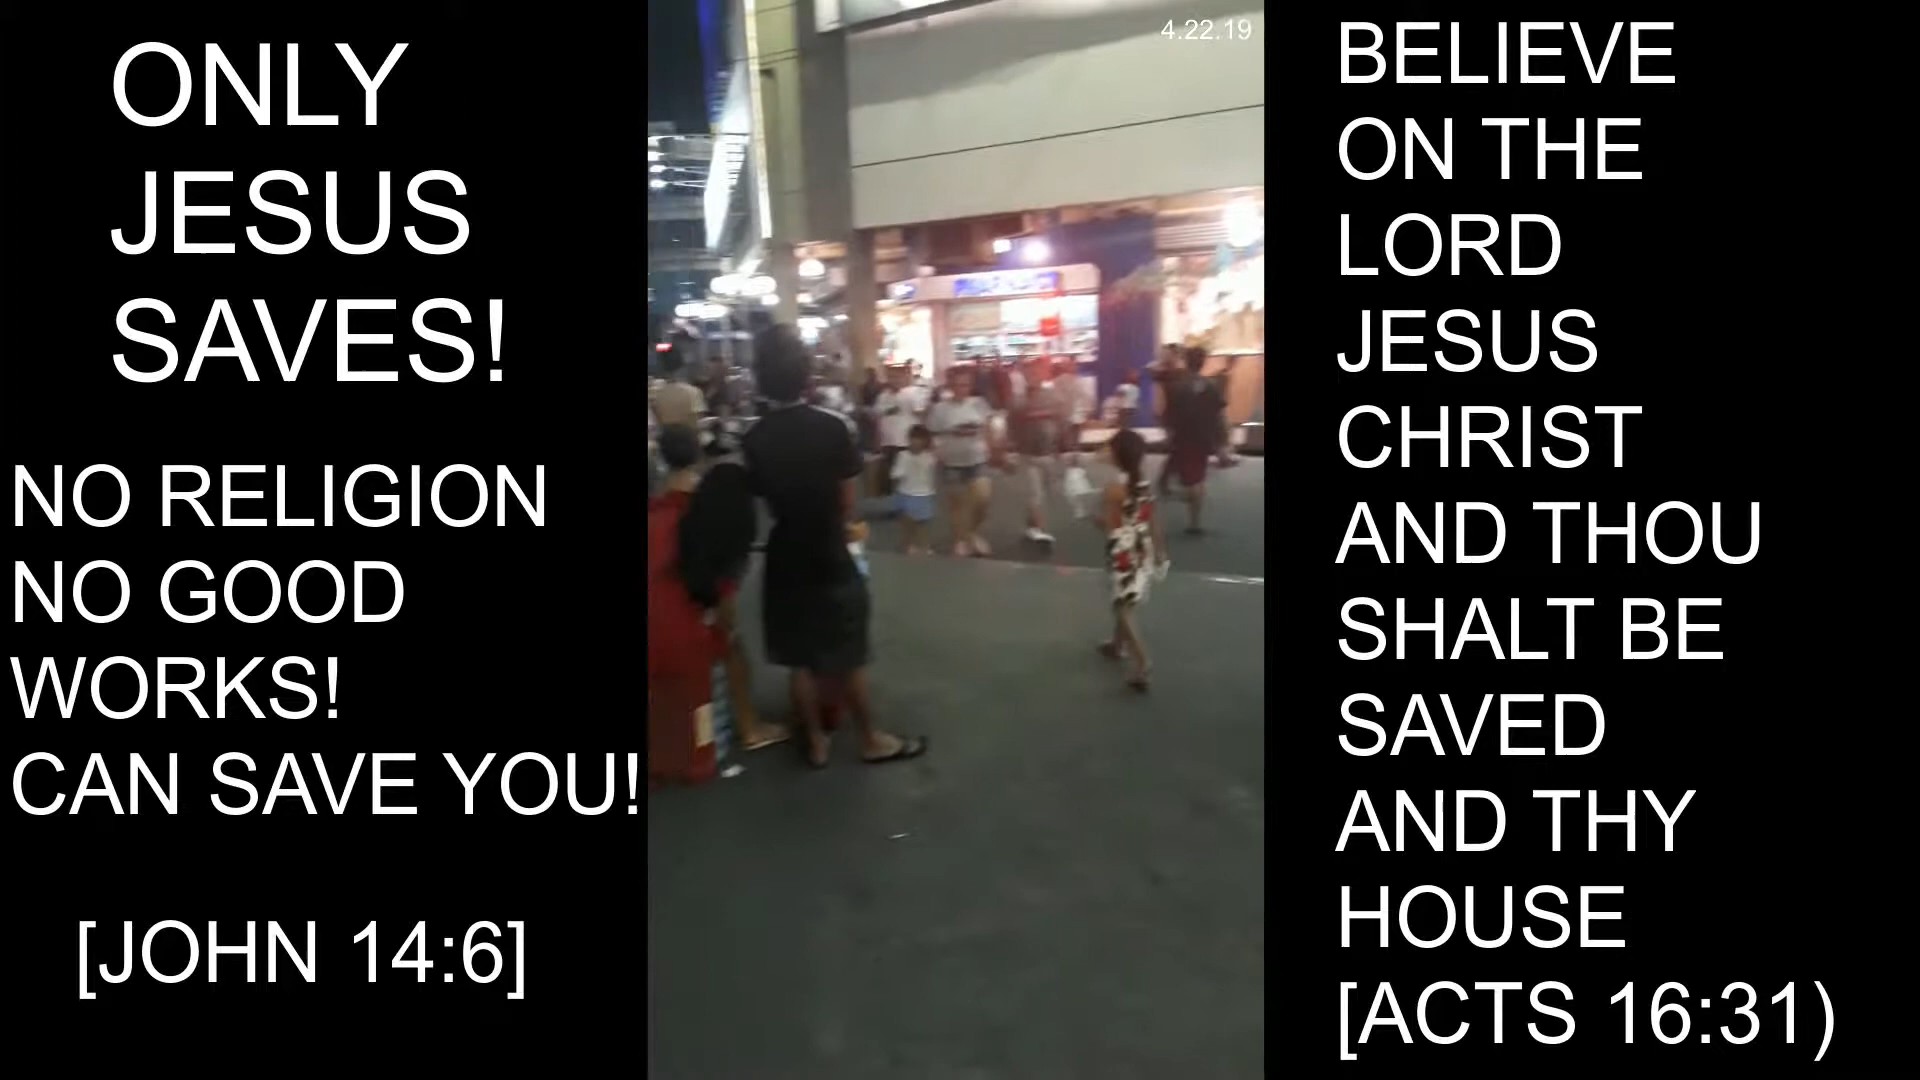 ONLY
JESUS
SAVES!
NO RELIGION
NO GOOD
WORKS!
CAN SAVE YOU!
[JOHN 14:6]
4.22.19
BELIEVE
ON THE
LORD
JESUS
CHRIST
AND THOU
SHALT BE
SAVED
AND THY
HOUSE
[ACTS 16:31)